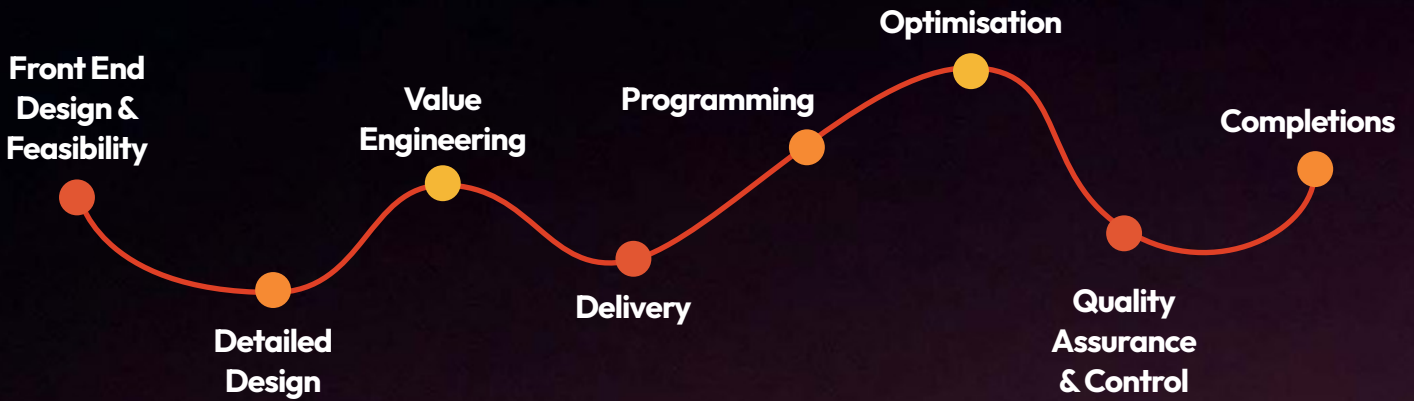 Front End
Design &
Feasibility
Detailed
Design
Value
Engineering
Delivery
Programming
Optimisation
Quality
Assurance
& Control
Completions